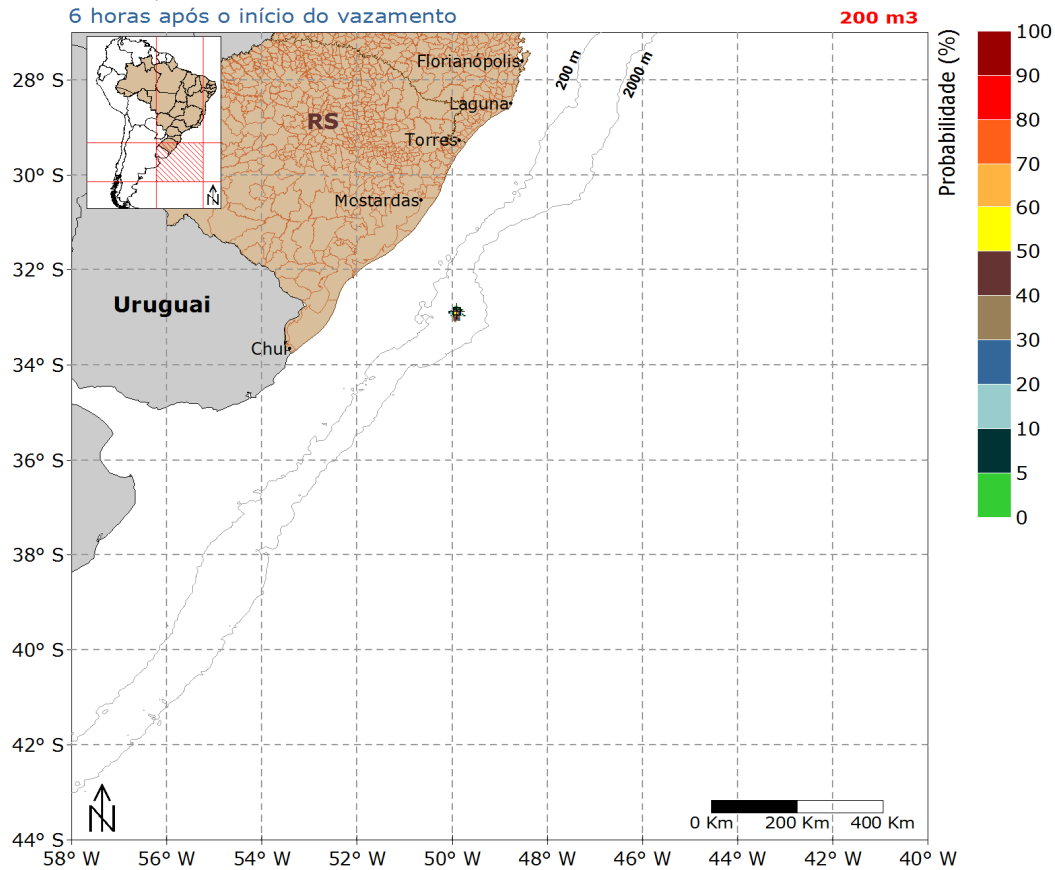 6 horas após o início do vazamento
200 m3
Florianópolis
Laguna
Torres
Mostardas
RS
Uruguai
Chuí
200 m
2000 m
N
N
28° S
30° S
32° S
34° S
36° S
38° S
40° S
42° S
44° S
58° W
56° W
54° W
52° W
50° W
48° W
46° W
44° W
42° W
40° W
0 Km
200 Km
400 Km
Probabilidade (%)
100
90
80
70
60
50
40
30
20
10
5
0